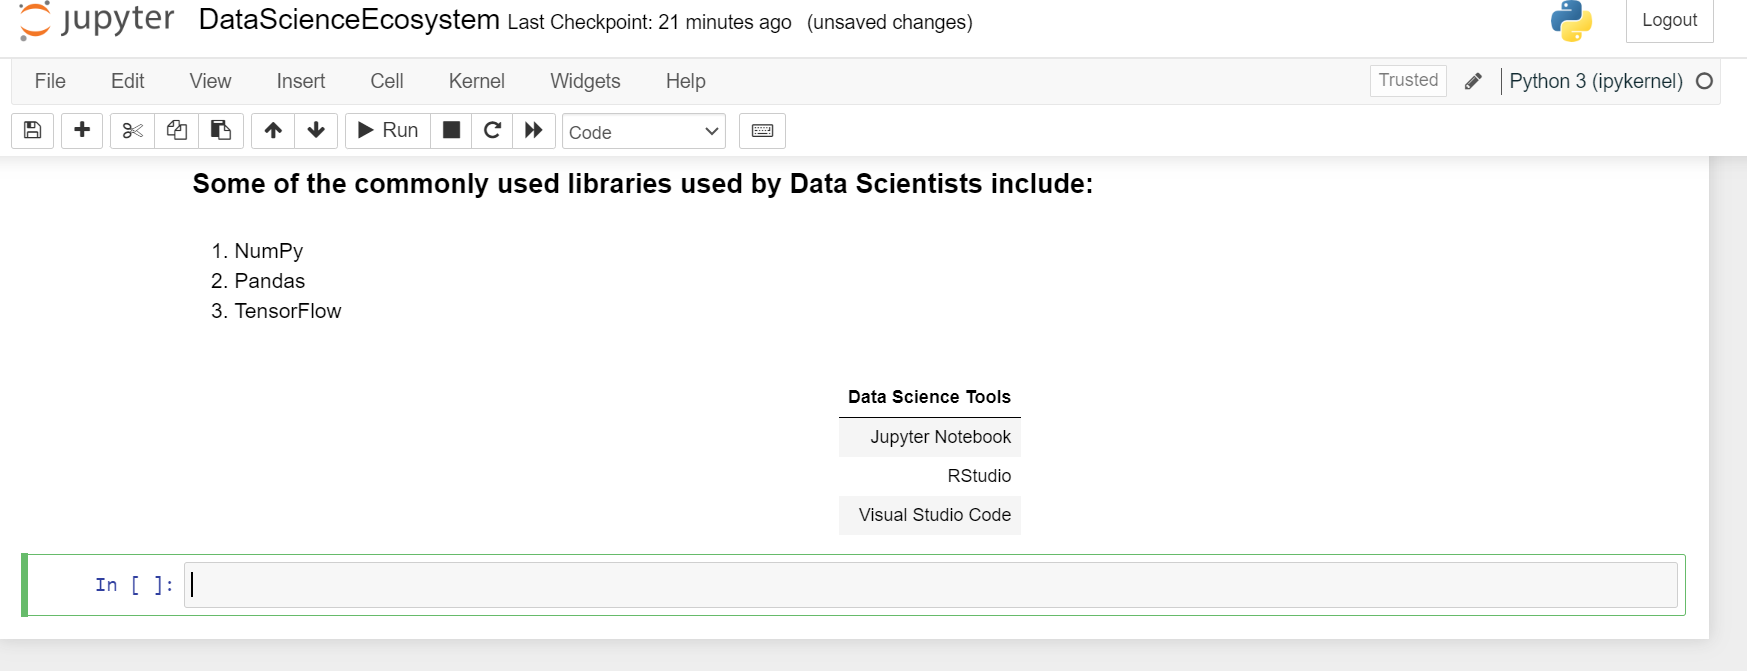 jupyter DataScienceEcosystem Last Checkpoint: 21 minutes ago (unsaved changes) Logout
File Edit View Insert Cell Kernel Widgets Help Trusted Python 3 (ipykernel)
Run Code
Some of the commonly used libraries used by Data Scientists include:
1. NumPy
2. Pandas
3. TensorFlow
Data Science Tools
Jupyter Notebook
RStudio
Visual Studio Code
In [ ]: